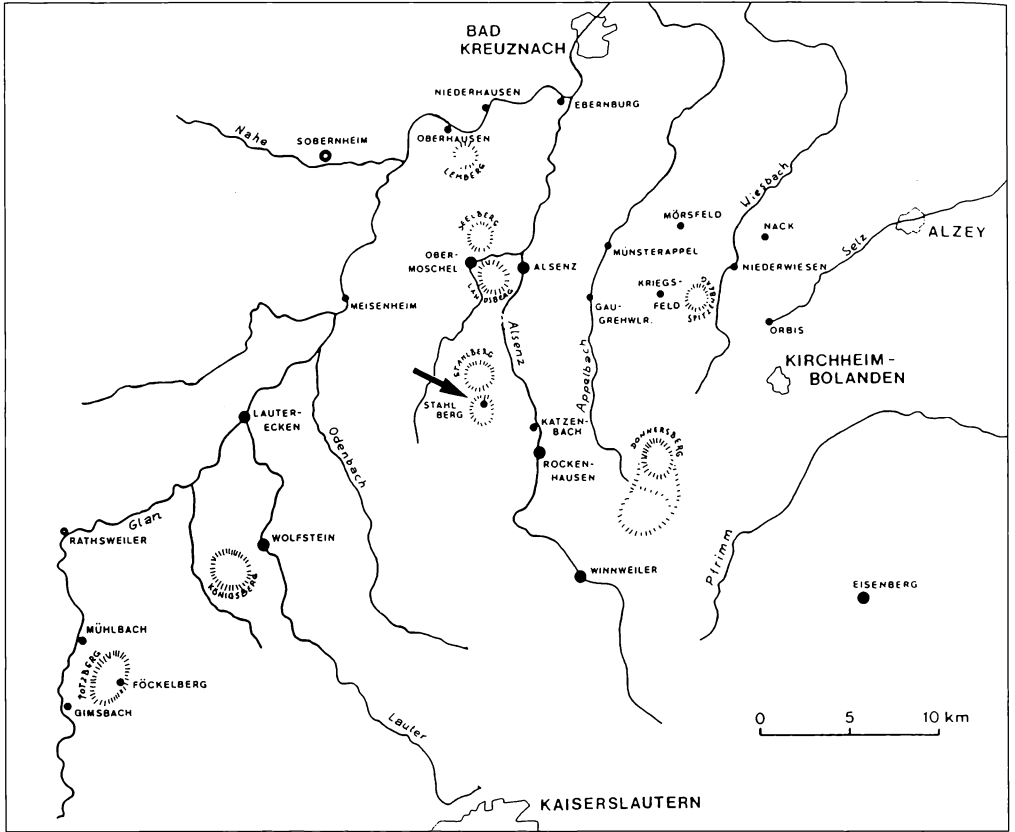 BAD
KREUZNACH
NIEDERHAUSEN
EBERNBURG
Nahe
SOBERNHEIM
OBERHAUSEN
LEMBERG
Wiesbach
MÖRSFELD
SEELBERG
NACK
Selz
ALZEY
OBER-
MOSCHEL
MÜNSTERAPPEL
ALSENZ
NIEDERWIESEN
LANDSBERG
KRIEGS-
FELD
SPITZENBERG
MEISENHEIM
GAU-
GREHWLR.
ORBIS
Alsenz
Appelbach
STAHLBERG
KIRCHHEIM-
BOLANDEN
STAHL
BERG
LAUTER-
ECKEN
KATZEN-
BACH
Odenbach
DONNERSBERG
ROCKEN-
HAUSEN
Glan
RATHSWEILER
WOLFSTEIN
Pfrimm
KÖNIGSBERG
WINNWEILER
EISENBERG
MÜHLBACH
POTZBERG
FÖCKELBERG
GIMSBACH
Lauter
0 5 10 km
KAISERSLAUTERN